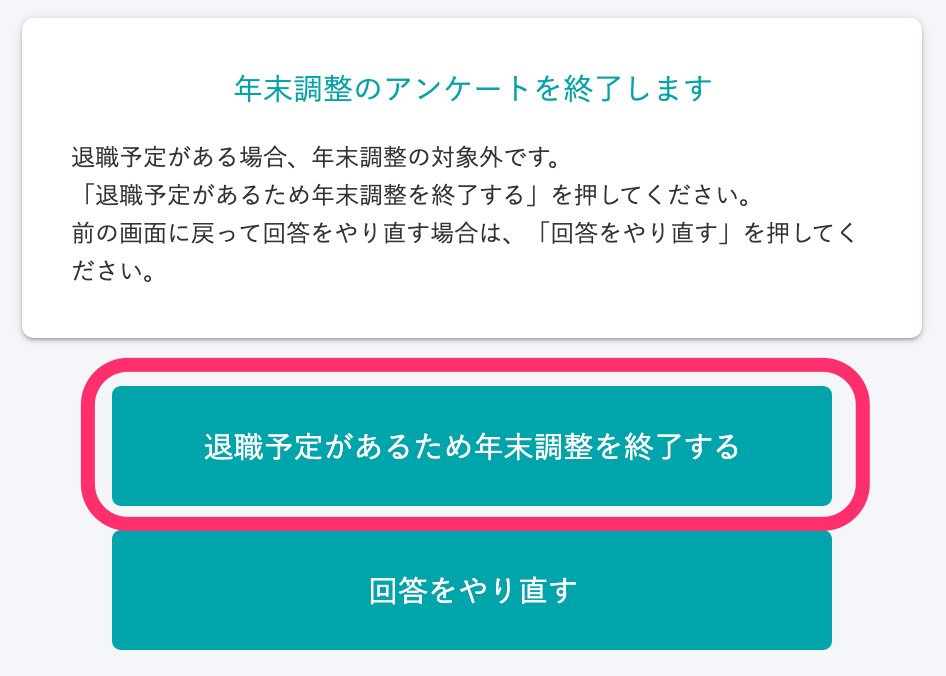 年末調整のアンケートを終了します
退職予定がある場合、年末調整の対象外です。
「退職予定があるため年末調整を終了する」を押してください。
前の画面に戻って回答をやり直す場合は、「回答をやり直す」を押してく
ださい。
退職予定があるため年末調整を終了する
回答をやり直す